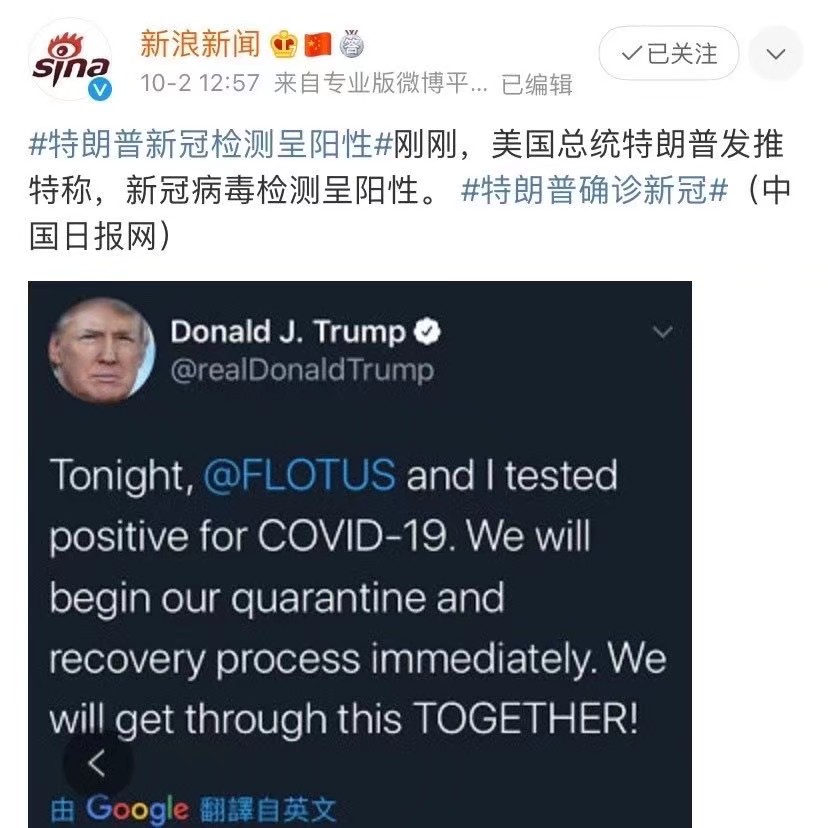 sina
新浪新闻
已关注
10-2 12:57 来自专业版微博平... 已编辑
#特朗普新冠检测呈阳性#刚刚，美国总统特朗普发推
特称，新冠病毒检测呈阳性。 #特朗普确诊新冠#（中
国日报网）
Donald J. Trump
@realDonaldTrump
Tonight, @FLOTUS and I tested
positive for COVID-19. We will
begin our quarantine and
recovery process immediately. We
will get through this TOGETHER!
由 Google 翻譯自英文